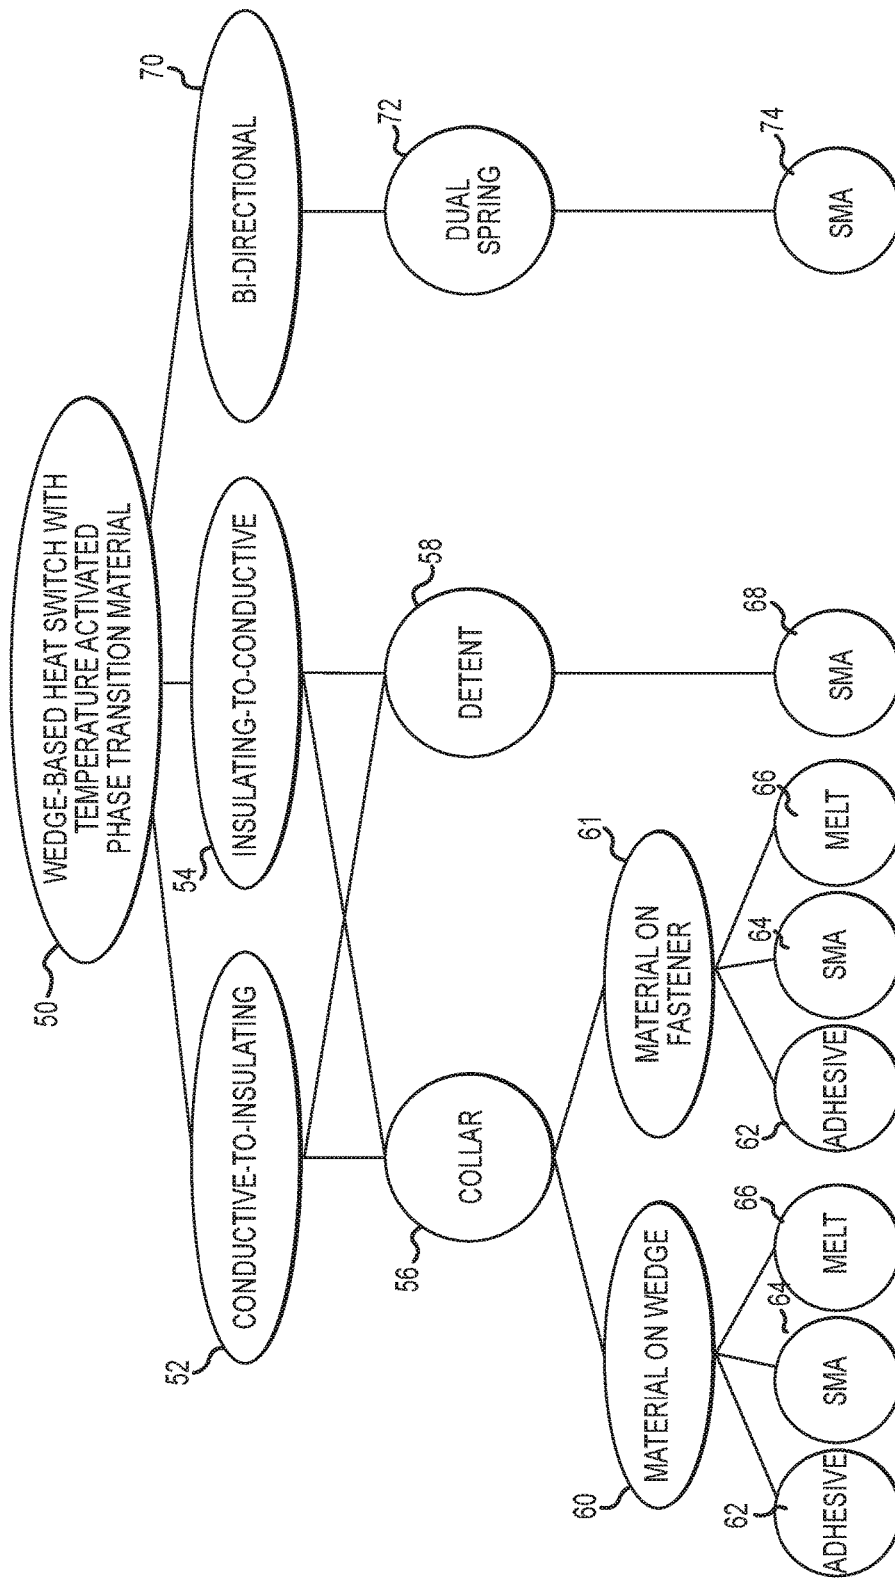 50
WEDGE-BASED HEAT SWITCH WITH
TEMPERATURE ACTIVATED
PHASE TRANSITION MATERIAL
52
CONDUCTIVE-TO-INSULATING
54
INSULATING-TO-CONDUCTIVE
70
BI-DIRECTIONAL
56
COLLAR
58
DETENT
72
DUAL
SPRING
60
MATERIAL ON WEDGE
61
MATERIAL ON
FASTENER
62
ADHESIVE
64
SMA
66
MELT
62
ADHESIVE
64
SMA
66
MELT
68
SMA
74
SMA